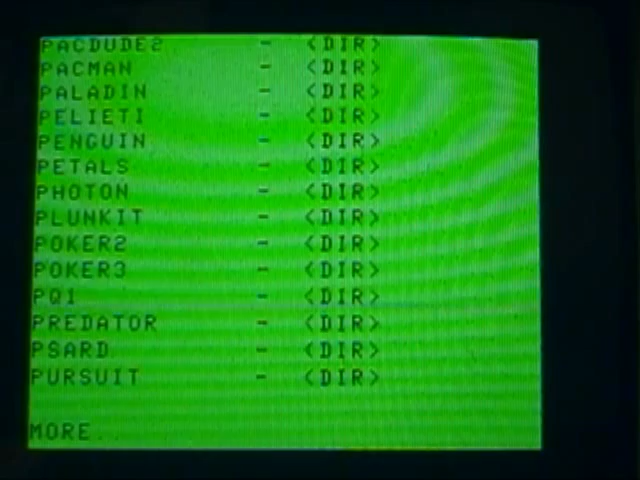 PACDUDE2 - <DIR>
PACMAN - <DIR>
PALADIN - <DIR>
PELIETI - <DIR>
PENGUIN - <DIR>
PETALS - <DIR>
PHOTON - <DIR>
PLUNKIT - <DIR>
POKER2 - <DIR>
POKER3 - <DIR>
PQ1 - <DIR>
PREDATOR - <DIR>
PSARD - <DIR>
PURSUIT - <DIR>
MORE..